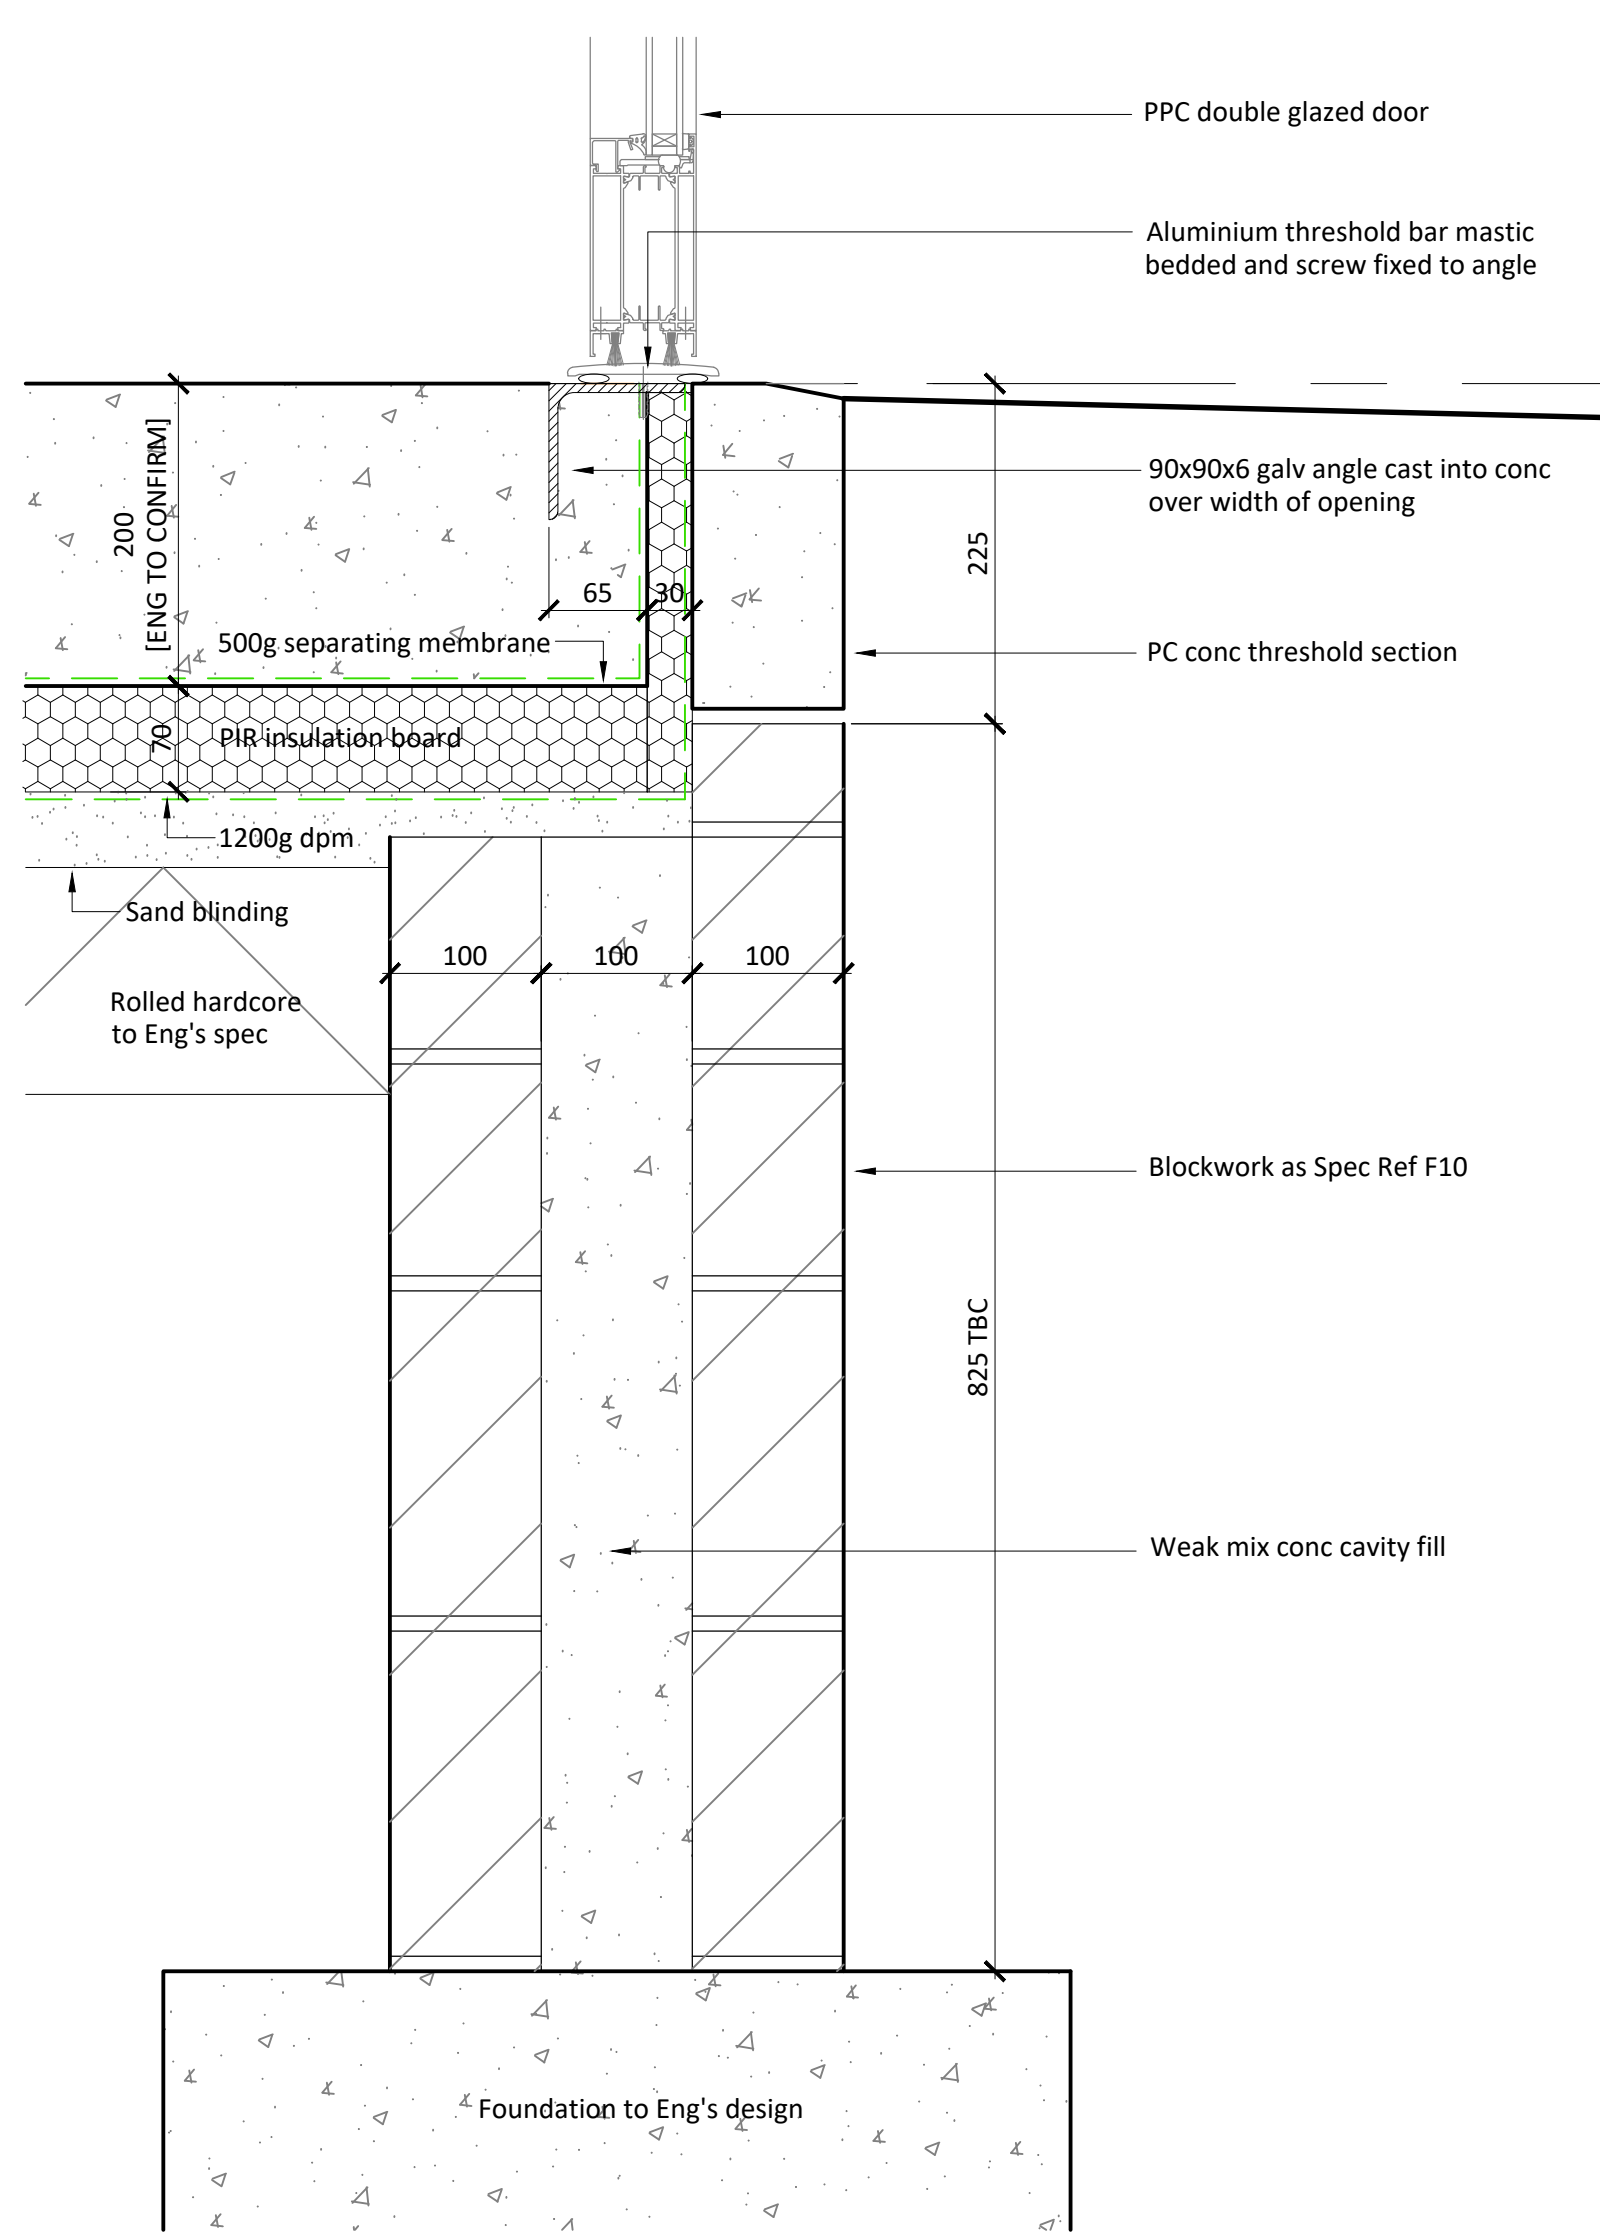 PPC double glazed door
Aluminium threshold bar mastic
bedded and screw fixed to angle
90x90x6 galv angle cast into conc
over width of opening
200
[ENG TO CONFIRM]
225
65
30
500g separating membrane
PC conc threshold section
70
PIR insulation board
1200g dpm
Sand blinding
100
100
100
Rolled hardcore
to Eng's spec
Blockwork as Spec Ref F10
825 TBC
Weak mix conc cavity fill
Foundation to Eng's design